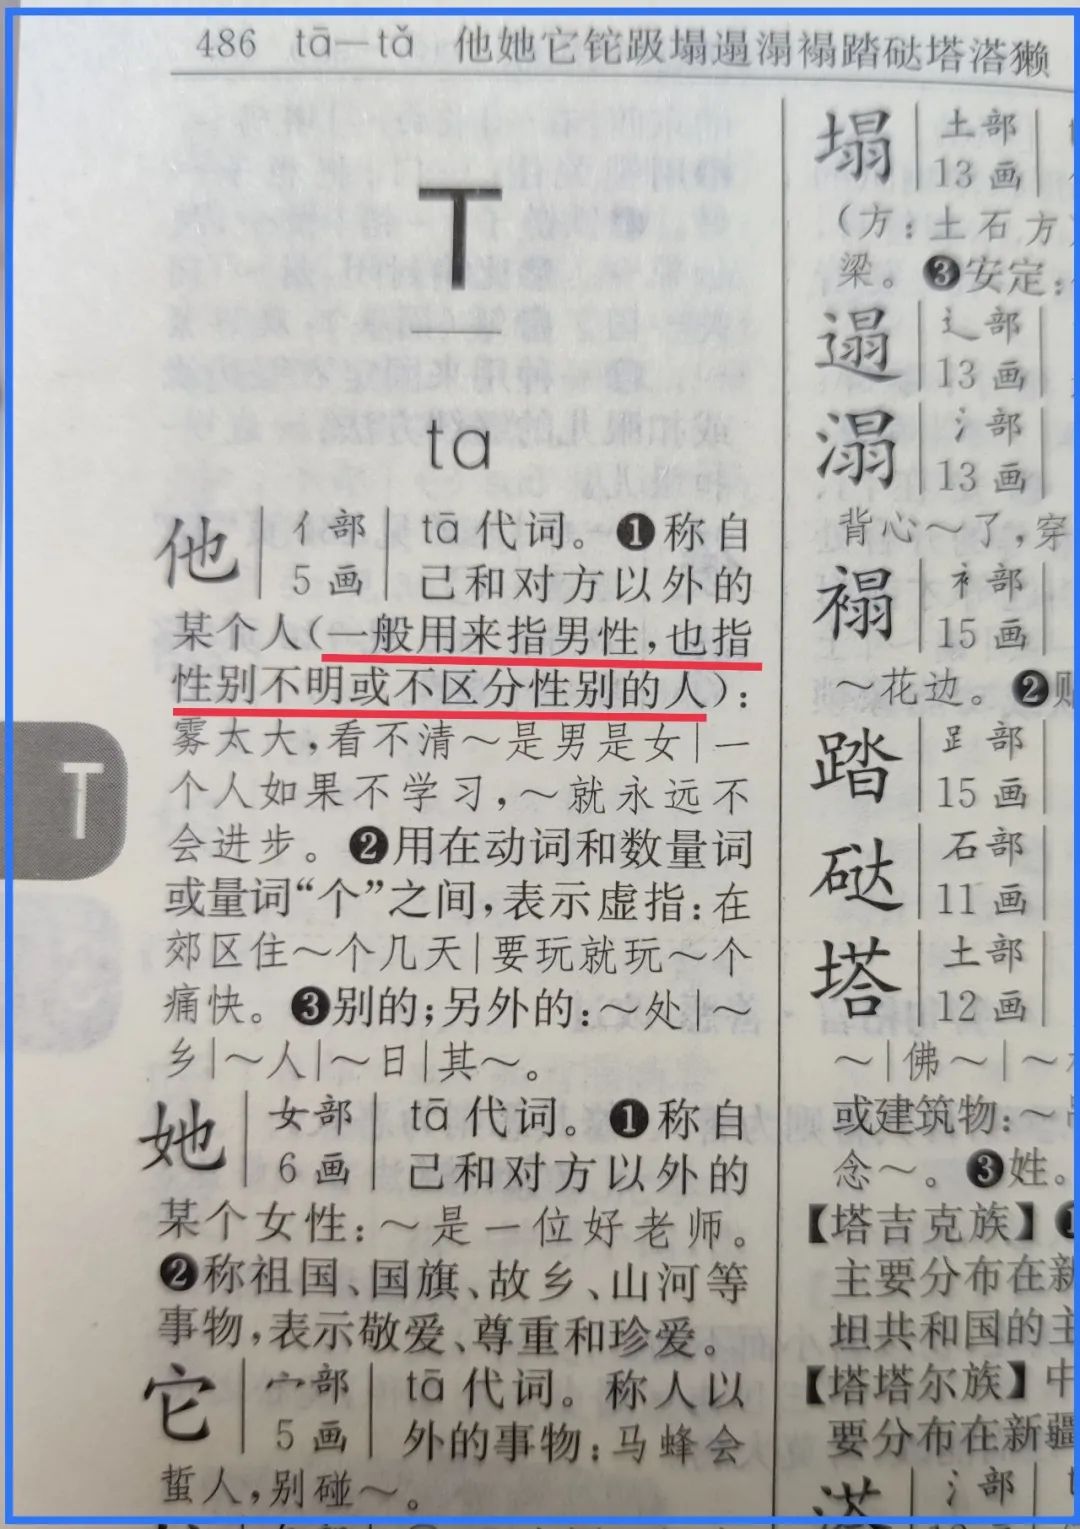 486 tā—tǎ 他她它铊趿塌遢溻褟踏䃮塔溚獭
T
ta
他 亻部 5画 tā 代词。❶称自
己和对方以外的
某个人(一般用来指男性,也指
性别不明或不区分性别的人):
雾太大,看不清～是男是女|一
个人如果不学习,～就永远不
会进步。❷用在动词和数量词
或量词“个”之间,表示虚指:在
郊区住～个几天|要玩就玩～个
痛快。❸别的;另外的:～处|～
乡|～人|～日|其～。
她 女部 6画 tā 代词。❶称自
己和对方以外的
某个女性:～是一位好老师。
❷称祖国、国旗、故乡、山河等
事物,表示敬爱、尊重和珍爱。
它 宀部 5画 tā 代词。称人以
外的事物:马蜂会
蜇人,别碰～。
T
塌 土部 13画
(方:土石方)
梁。❸安定:
遢 辶部 13画
溻 氵部 13画
背心～了,穿
褟 衤部 15画
～花边。❷
踏 𧾷部 15画
䃮 石部 11画
塔 土部 12画
～|佛～|～
或建筑物:～
念～。❸姓。
【塔吉克族】❶
主要分布在新
坦共和国的主
【塔塔尔族】中
要分布在新疆
溚 氵部